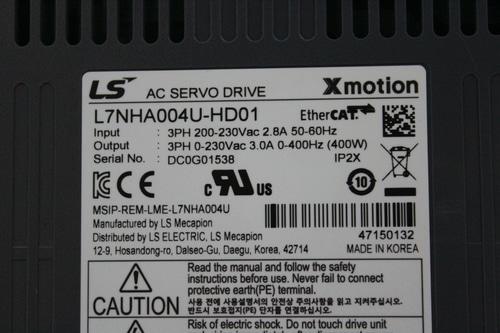 LS AC SERVO DRIVE Xmotion
L7NHA004U-HD01 EtherCAT
Input : 3PH 200-230Vac 2.8A 50-60Hz
Output : 3PH 0-230Vac 3.0A 0-400Hz (400W)
Serial No. : DC0G01538 IP2X
CE c US 10
MSIP-REM-LME-L7NHA004U
Manufactured by LS Mecapion 47150132
Distributed by LS ELECTRIC, LS Mecapion
12-9, Hosandong-ro, Dalseo-Gu, Daegu, Korea, 42714 MADE IN KOREA
Read the manual and follow the safety
instructions before use. Never fail to connect
protective earth(PE) terminal.
CAUTION
사용 전에 사용설명서의 안전상 주의사항을 읽고 지켜주십시오.
반드시 보호접지(PE) 단자를 연결하십시오.
Risk of electric shock. Do not touch drive unit